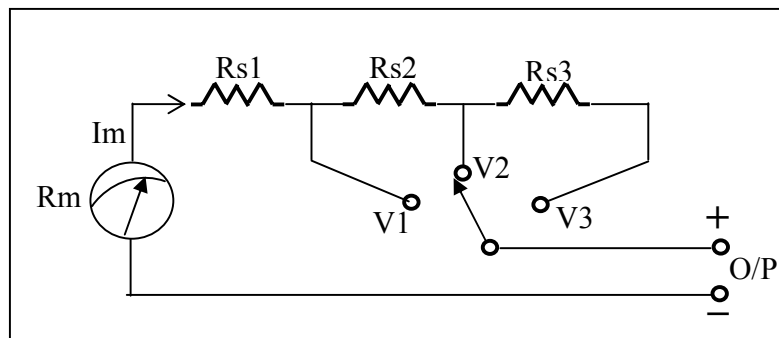 Rs1 Rs2 Rs3
Im
Rm
V2
V1 V3
+
O/P
−